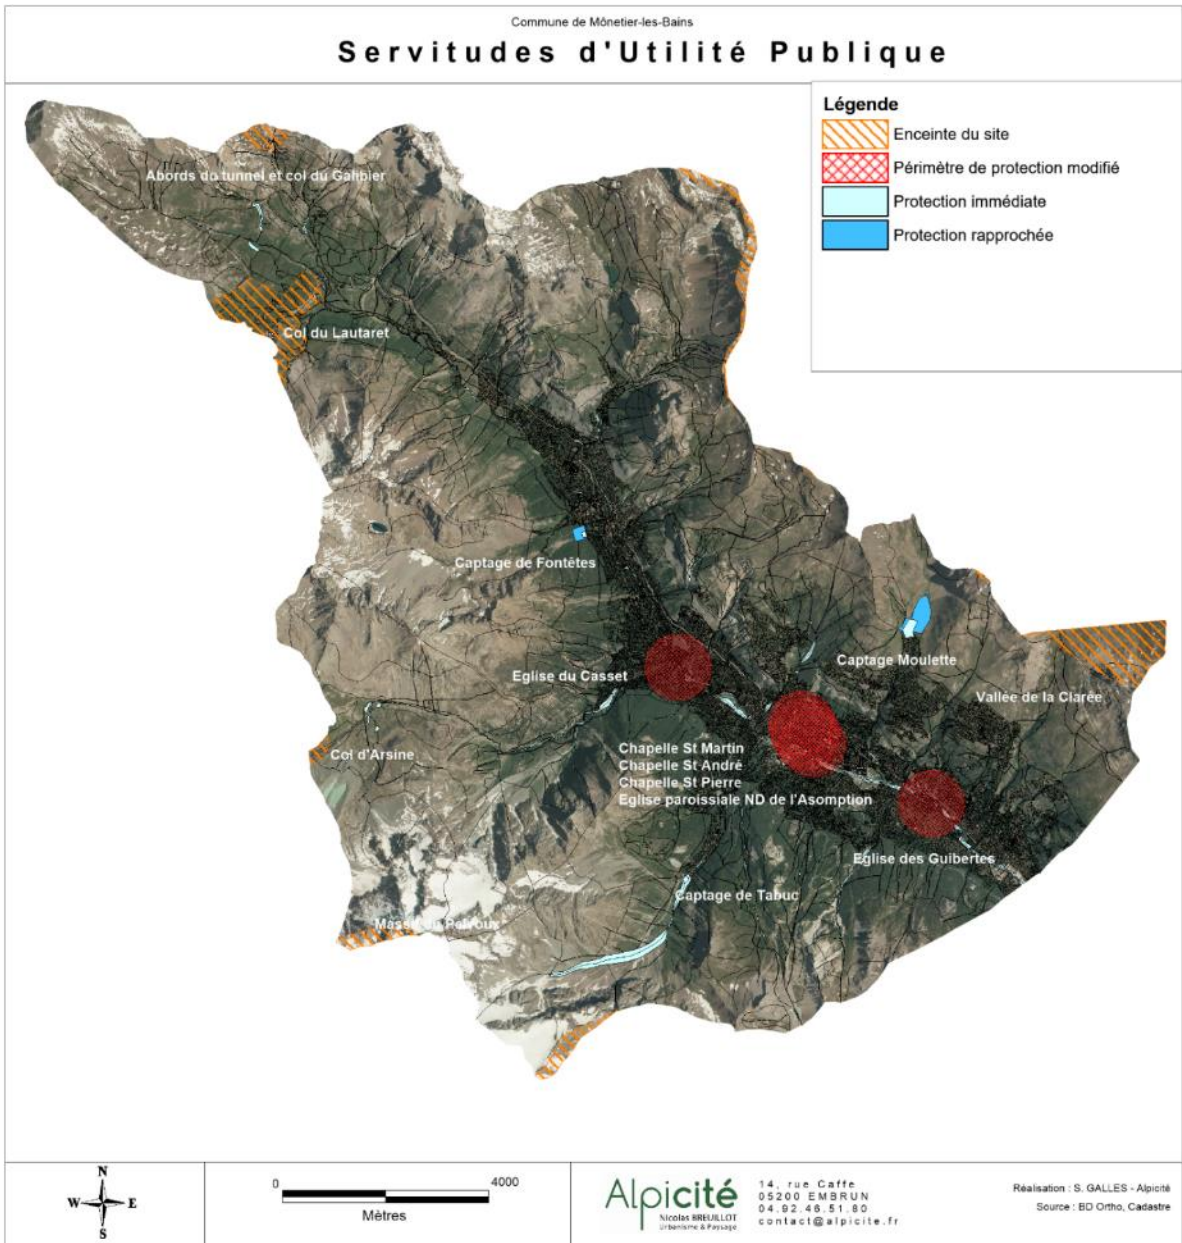 Commune de Mônetier-les-Bains
Servitudes d'Utilité Publique
Légende
Enceinte du site
Périmètre de protection modifié
Protection immédiate
Protection rapprochée
Abords du tunnel et col du Galibier
Col du Lautaret
Captage de Fontêtes
Captage Moulette
Eglise du Casset
Vallée de la Clarée
Col d'Arsine
Chapelle St Martin
Chapelle St André
Chapelle St Pierre
Eglise paroissiale ND de l'Asomption
Eglise des Guibertes
Captage de Tabuc
Massif du Pelvoux
N
W E
S
0 4000
Mètres
Alpicité
Nicolas BREUILLOT
Urbanisme & Paysage
14, rue Caffe
05200 EMBRUN
04.92.46.51.80
contact@alpicite.fr
Réalisation : S. GALLES - Alpicité
Source : BD Ortho, Cadastre